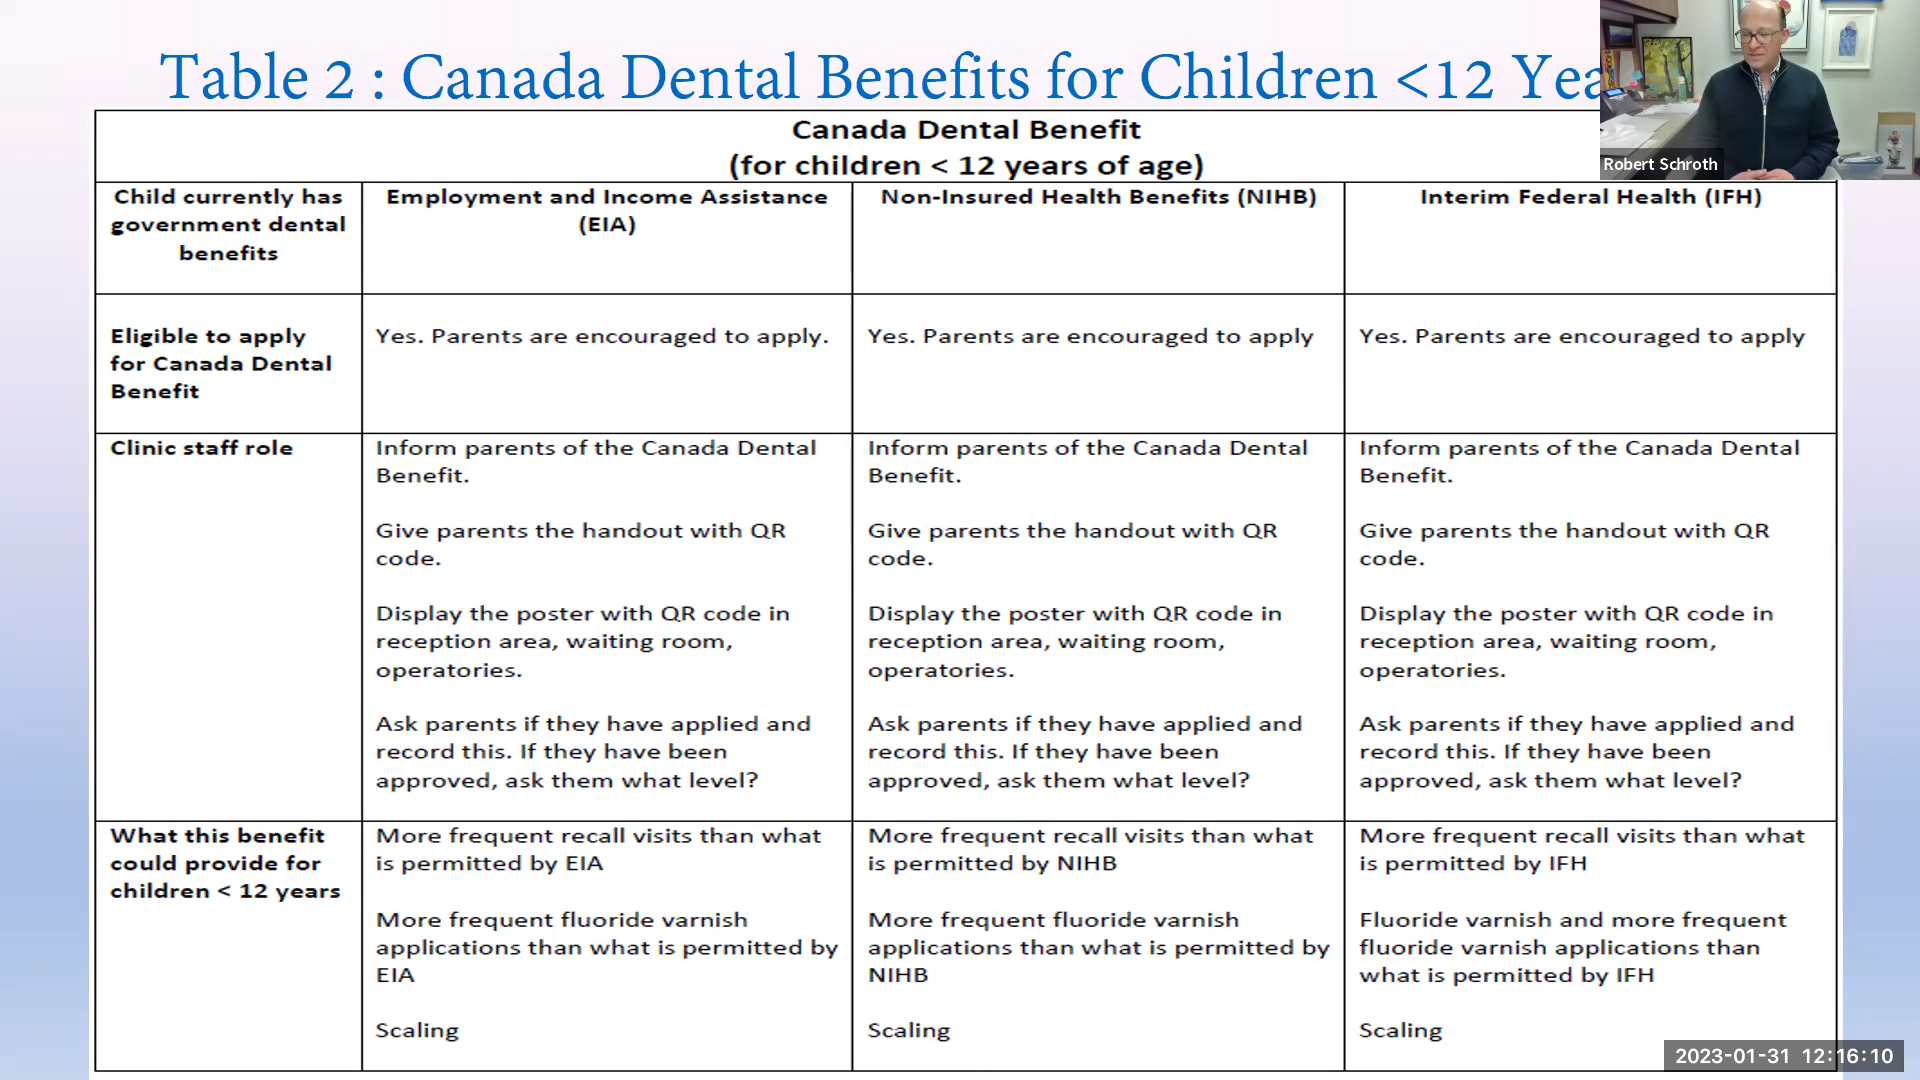 Table 2 : Canada Dental Benefits for Children <12
Robert Schroth
Canada Dental Benefit
(for children < 12 years of age)
Child currently has
government dental
benefits
Employment and Income Assistance
(EIA)
Non-Insured Health Benefits (NIHB)
Interim Federal Health (IFH)
Eligible to apply
for Canada Dental
Benefit
Yes. Parents are encouraged to apply.
Yes. Parents are encouraged to apply
Yes. Parents are encouraged to apply
Clinic staff role
Inform parents of the Canada Dental
Benefit.
Give parents the handout with QR
code.
Display the poster with QR code in
reception area, waiting room,
operatories.
Ask parents if they have applied and
record this. If they have been
approved, ask them what level?
Inform parents of the Canada Dental
Benefit.
Give parents the handout with QR
code.
Display the poster with QR code in
reception area, waiting room,
operatories.
Ask parents if they have applied and
record this. If they have been
approved, ask them what level?
Inform parents of the Canada Dental
Benefit.
Give parents the handout with QR
code.
Display the poster with QR code in
reception area, waiting room,
operatories.
Ask parents if they have applied and
record this. If they have been
approved, ask them what level?
What this benefit
could provide for
children < 12 years
More frequent recall visits than what
is permitted by EIA
More frequent fluoride varnish
applications than what is permitted by
EIA
Scaling
More frequent recall visits than what
is permitted by NIHB
More frequent fluoride varnish
applications than what is permitted by
NIHB
Scaling
More frequent recall visits than what
is permitted by IFH
Fluoride varnish and more frequent
fluoride varnish applications than
what is permitted by IFH
Scaling
2023-01-31 12:16:10